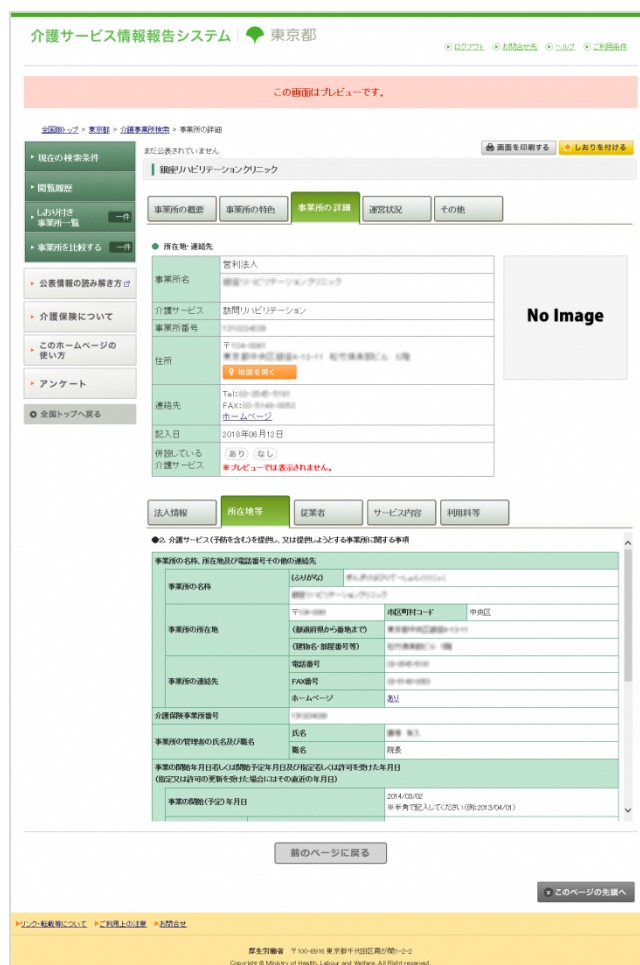 介護サービス情報報告システム 東京都
ログアウト お問合せ先 ヘルプ ご利用条件
この画面はプレビューです。
全国版トップ > 東京都 > 介護事業所検索 > 事業所の詳細
現在の検索条件
閲覧履歴
しおり付き
事業所一覧 一件
事業所を比較する 一件
公表情報の読み解き方
介護保険について
このホームページの
使い方
アンケート
全国トップへ戻る
まだ公表されていません
画面を印刷する しおりを付ける
銀座リハビリテーションクリニック
事業所の概要 事業所の特色 事業所の詳細 運営状況 その他
● 所在地・連絡先
事業所名 営利法人
介護サービス 訪問リハビリテーション
事業所番号
住所 〒
地図を開く
連絡先 Tel:
FAX:
ホームページ
記入日 2018年06月12日
併設している
介護サービス (あり) (なし)
※プレビューでは表示されません。
No Image
法人情報 所在地等 従業者 サービス内容 利用料等
●2. 介護サービス(予防を含む)を提供し、又は提供しようとする事業所に関する事項
事業所の名称、所在地及び電話番号その他の連絡先
事業所の名称 (ふりがな)
事業所の所在地 〒 市区町村コード 中央区
(都道府県から番地まで)
(建物名・部屋番号等)
事業所の連絡先 電話番号
FAX番号
ホームページ あり
介護保険事業所番号
事業所の管理者の氏名及び職名 氏名
職名 院長
事業の開始年月日若しくは開始予定年月日及び指定若しくは許可を受けた年月日
(指定又は許可の更新を受けた場合にはその直近の年月日)
事業の開始(予定)年月日 2014/03/02
※半角で記入してください(例:2013/04/01)
前のページに戻る
このページの先頭へ
リンク・転載等について ご利用上の注意 お問合せ
厚生労働省 〒100-8916 東京都千代田区霞が関1-2-2
Copyright © Ministry of Health, Labour and Welfare, All Right reserved.